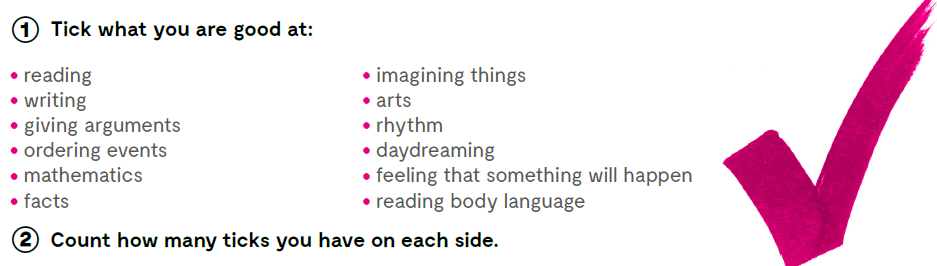 ① Tick what you are good at:
• reading
• writing
• giving arguments
• ordering events
• mathematics
• facts
• imagining things
• arts
• rhythm
• daydreaming
• feeling that something will happen
• reading body language
② Count how many ticks you have on each side.